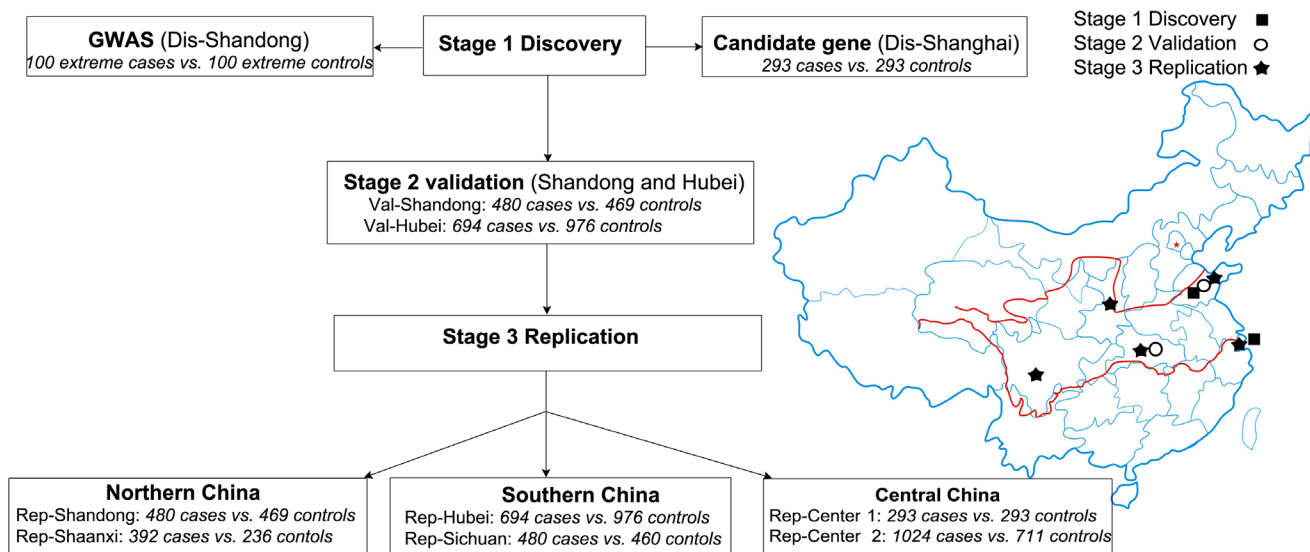 GWAS (Dis-Shandong)
100 extreme cases vs. 100 extreme controls
Stage 1 Discovery
Candidate gene (Dis-Shanghai)
293 cases vs. 293 controls
Stage 1 Discovery
Stage 2 Validation
Stage 3 Replication
Stage 2 validation (Shandong and Hubei)
Val-Shandong: 480 cases vs. 469 controls
Val-Hubei: 694 cases vs. 976 controls
Stage 3 Replication
Northern China
Rep-Shandong: 480 cases vs. 469 controls
Rep-Shaanxi: 392 cases vs. 236 contols
Southern China
Rep-Hubei: 694 cases vs. 976 controls
Rep-Sichuan: 480 cases vs. 460 controls
Central China
Rep-Center 1: 293 cases vs. 293 controls
Rep-Center 2: 1024 cases vs. 711 controls